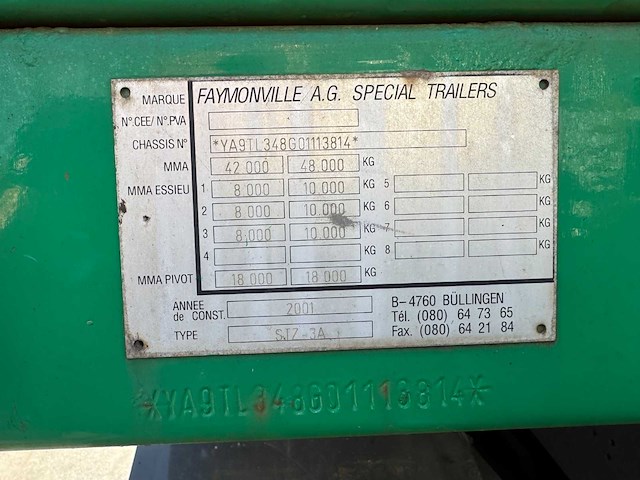 MARQUE FAYMONVILLE A.G. SPECIAL TRAILERS
N°.CEE/ N°.PVA
CHASSIS N° *YA9TL348G01113814*
MMA 42 000 48 000 KG
MMA ESSIEU 1 8 000 10 000 KG 5 KG
2 8 000 10 000 KG 6 KG
3 8 000 10 000 KG 7 KG
4 KG 8 KG
MMA PIVOT 18 000 18 000 KG
ANNEE de CONST. 2001 B-4760 BÜLLINGEN
Tél. (080) 64 73 65
TYPE STZ-3A Fax. (080) 64 21 84
*YA9TL348G01113814*